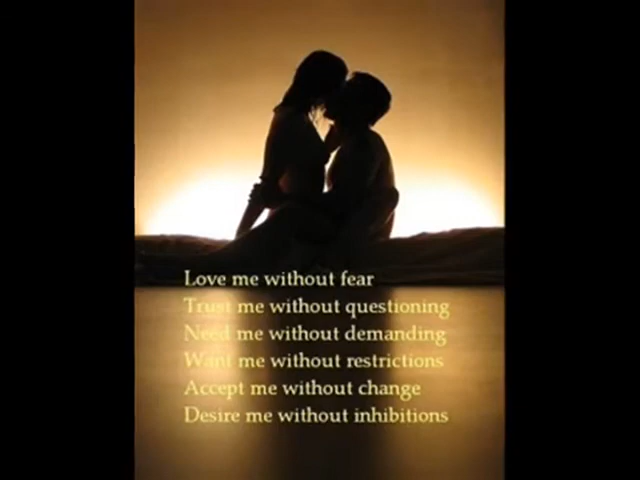 Love me without fear
Trust me without questioning
Need me without demanding
Want me without restrictions
Accept me without change
Desire me without inhibitions